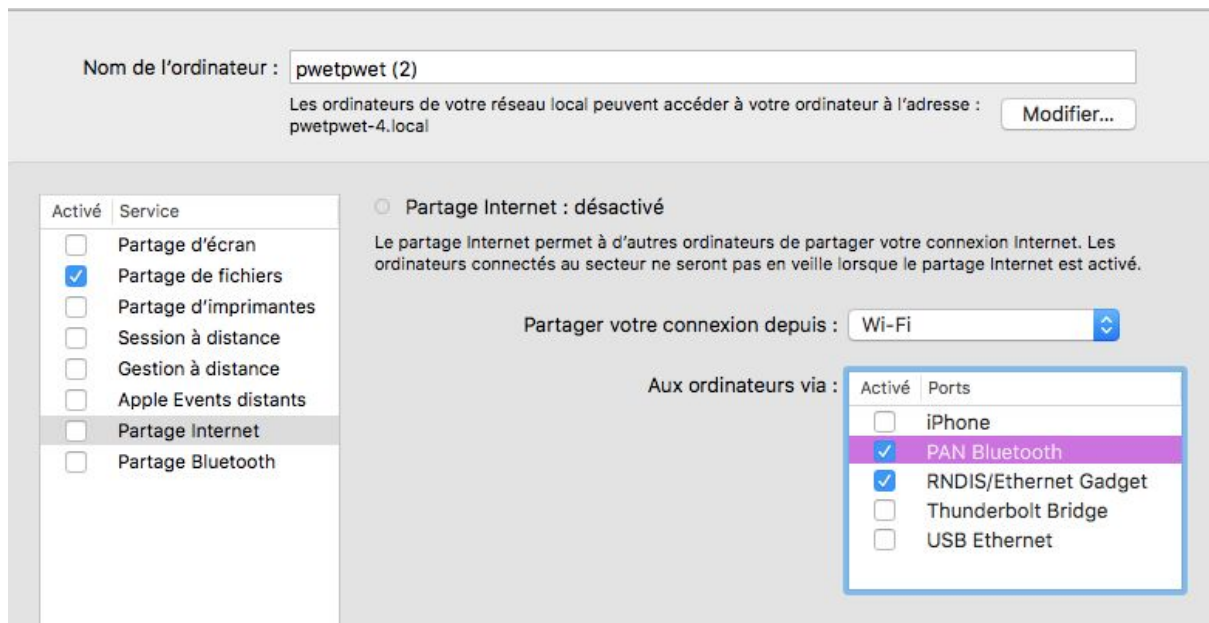 Nom de l'ordinateur : pwetpwet (2)
Les ordinateurs de votre réseau local peuvent accéder à votre ordinateur à l'adresse :
pwetpwet-4.local
Modifier...
Activé Service
Partage d'écran
Partage de fichiers
Partage d'imprimantes
Session à distance
Gestion à distance
Apple Events distants
Partage Internet
Partage Bluetooth
Partage Internet : désactivé
Le partage Internet permet à d'autres ordinateurs de partager votre connexion Internet. Les
ordinateurs connectés au secteur ne seront pas en veille lorsque le partage Internet est activé.
Partager votre connexion depuis : Wi-Fi
Aux ordinateurs via :
Activé Ports
iPhone
PAN Bluetooth
RNDIS/Ethernet Gadget
Thunderbolt Bridge
USB Ethernet